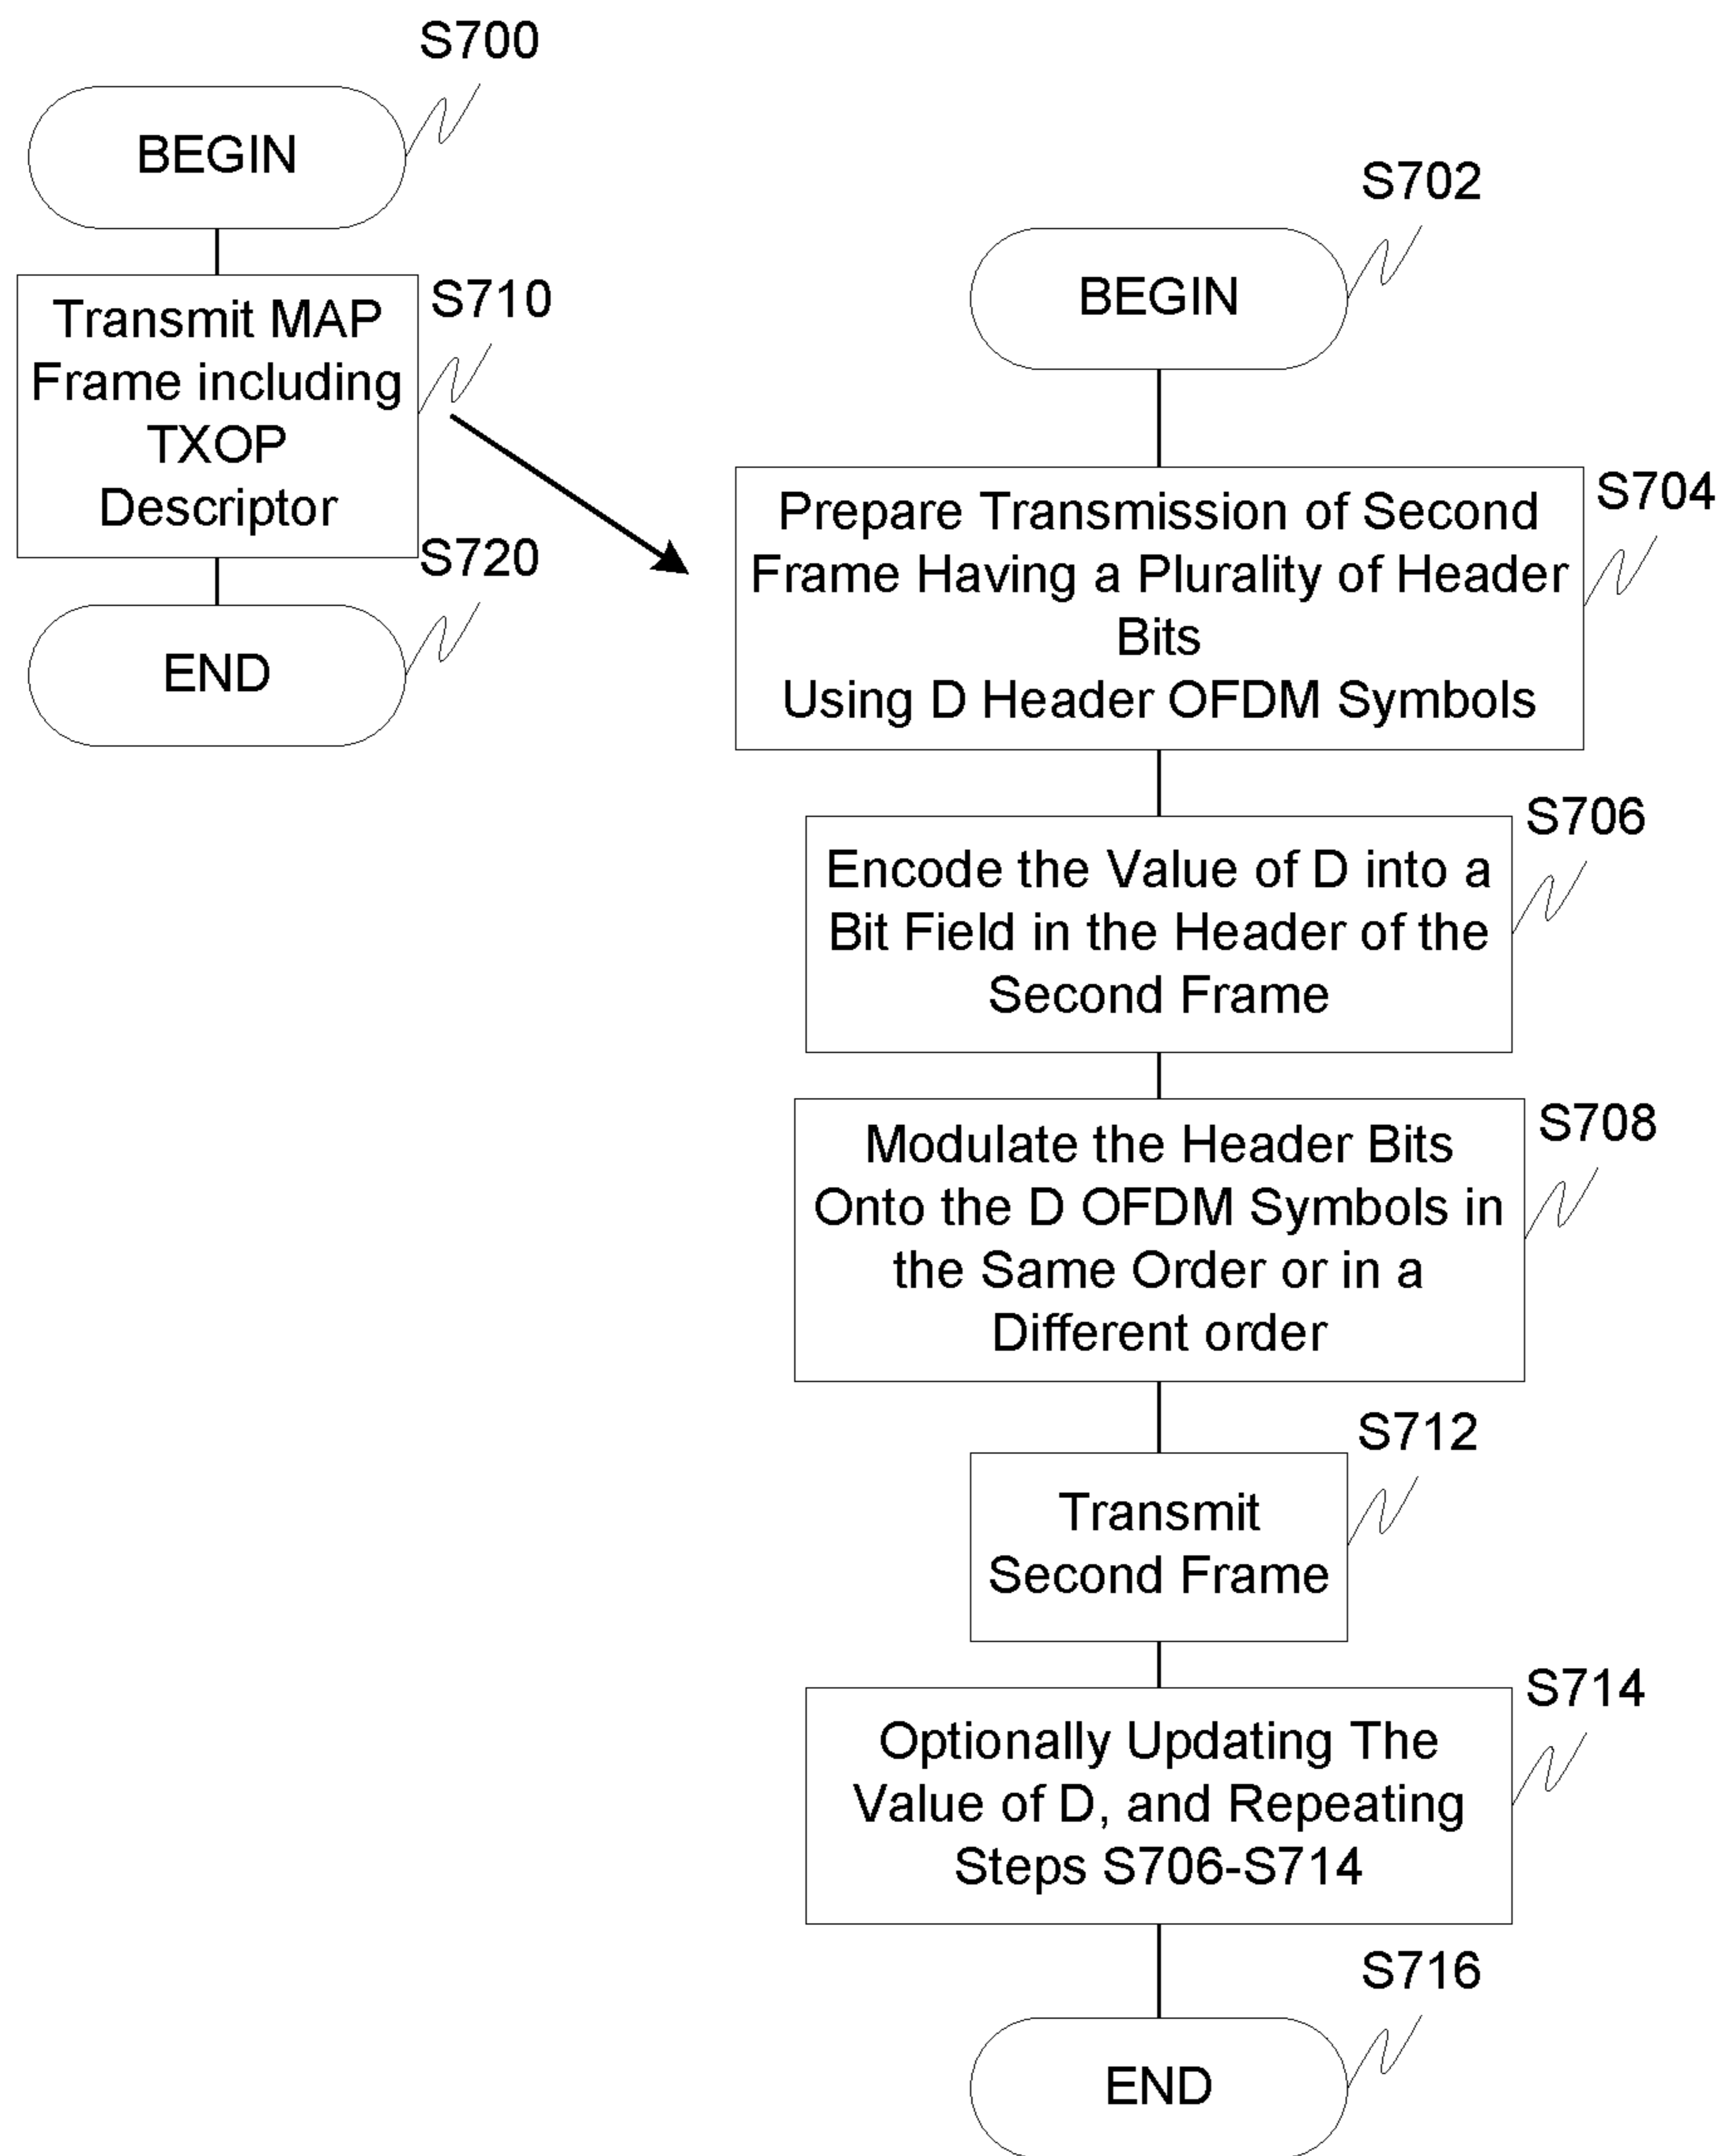 S700
BEGIN
S710
Transmit MAP
Frame including
TXOP
Descriptor
S720
END
S702
BEGIN
S704
Prepare Transmission of Second
Frame Having a Plurality of Header
Bits
Using D Header OFDM Symbols
S706
Encode the Value of D into a
Bit Field in the Header of the
Second Frame
S708
Modulate the Header Bits
Onto the D OFDM Symbols in
the Same Order or in a
Different order
S712
Transmit
Second Frame
S714
Optionally Updating The
Value of D, and Repeating
Steps S706-S714
S716
END